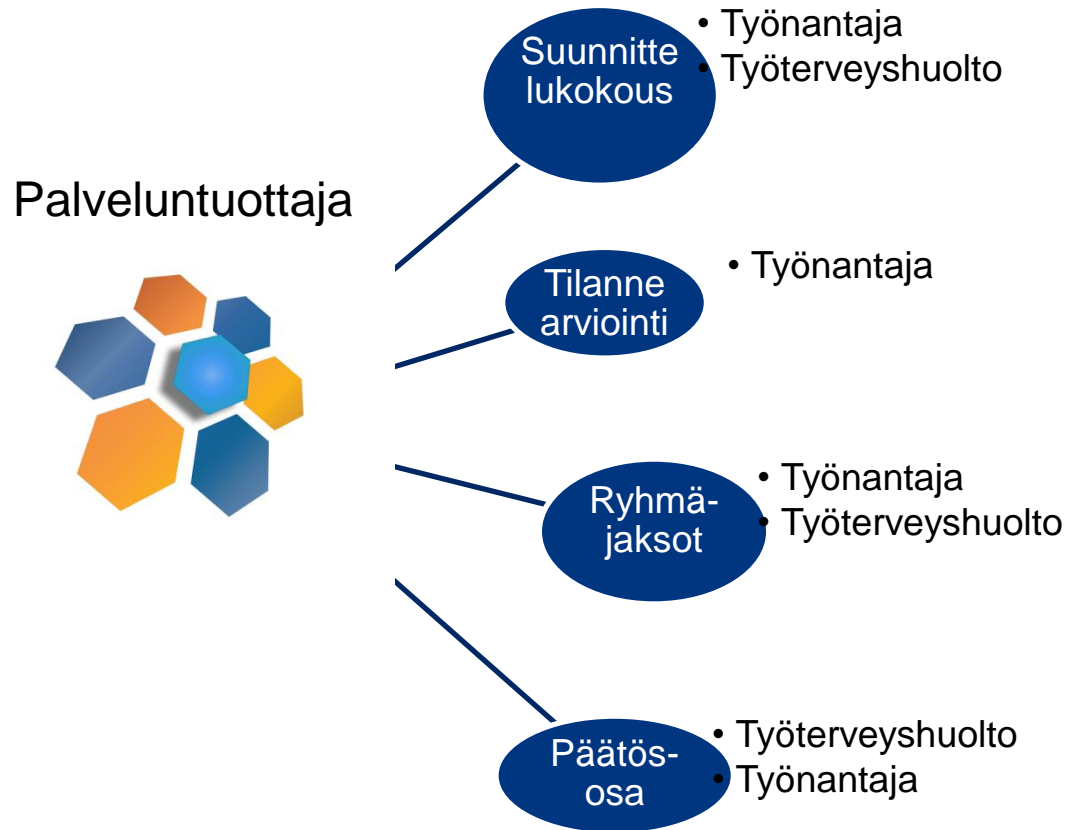 Suunnitte
lukokous
• Työnantaja
• Työterveyshuolto
Palveluntuottaja
Tilanne
arviointi
• Työnantaja
Ryhmä-
jaksot
• Työnantaja
• Työterveyshuolto
Päätös-
osa
• Työterveyshuolto
• Työnantaja